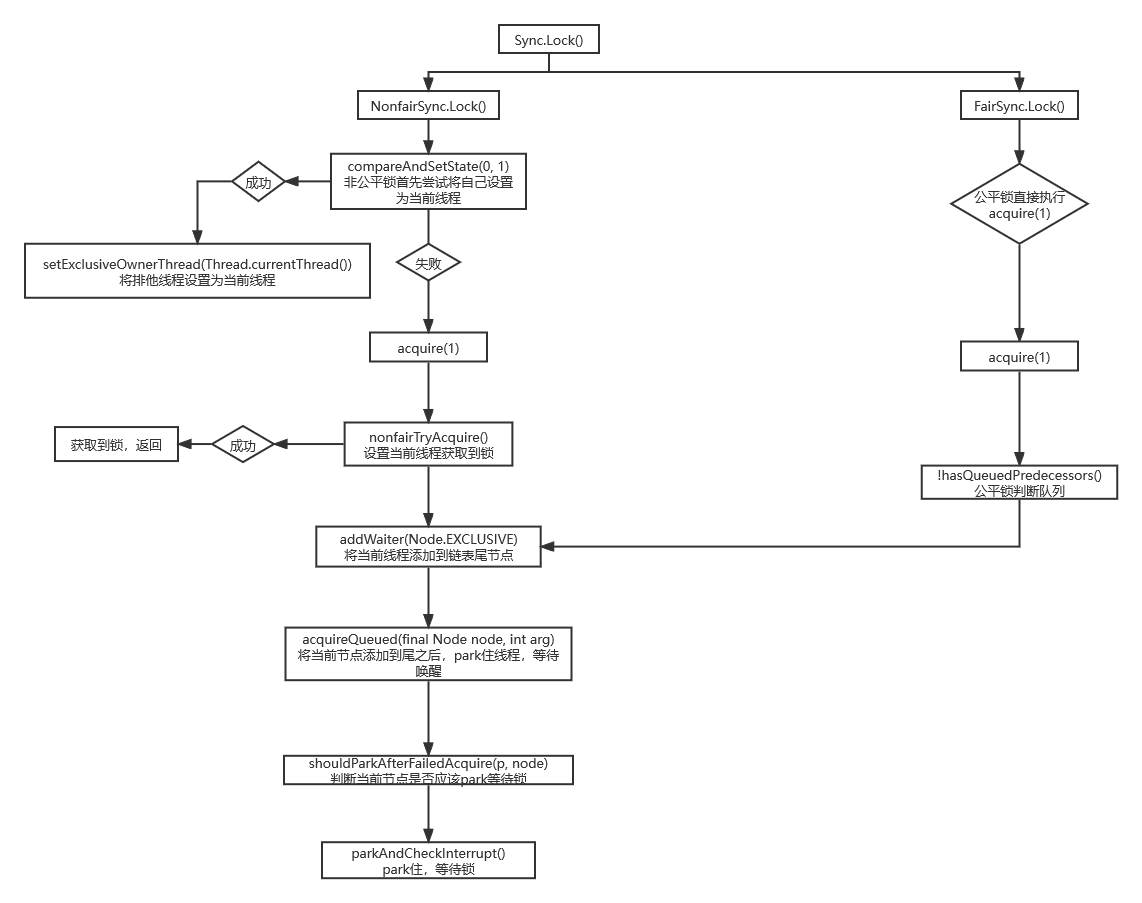 Sync.Lock()
NonfairSync.Lock()
FairSync.Lock()
compareAndSetState(0, 1)
非公平锁首先尝试将自己设置
为当前线程
成功
公平锁直接执行
acquire(1)
setExclusiveOwnerThread(Thread.currentThread())
将排他线程设置为当前线程
失败
acquire(1)
acquire(1)
nonfairTryAcquire()
设置当前线程获取到锁
成功
获取到锁，返回
!hasQueuedPredecessors()
公平锁判断队列
addWaiter(Node.EXCLUSIVE)
将当前线程添加到链表尾节点
acquireQueued(final Node node, int arg)
将当前节点添加到尾之后，park住线程，等待
唤醒
shouldParkAfterFailedAcquire(p, node)
判断当前节点是否应该park等待锁
parkAndCheckInterrupt()
park住，等待锁